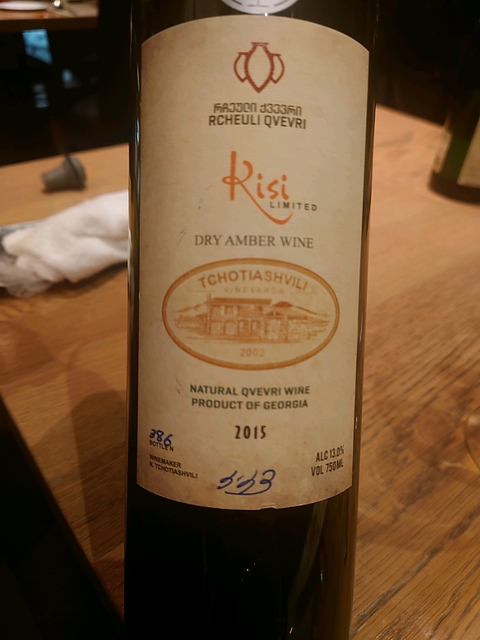 რჩეული ქვევრი
RCHEULI QVEVRI
Kisi
LIMITED
DRY AMBER WINE
TCHOTIASHVILI
VINEYARDS
2002
NATURAL QVEVRI WINE
PRODUCT OF GEORGIA
2015
386
BOTTLE N
WINEMAKER
K. TCHOTIASHVILI
ALC 13.0%
VOL 750ML